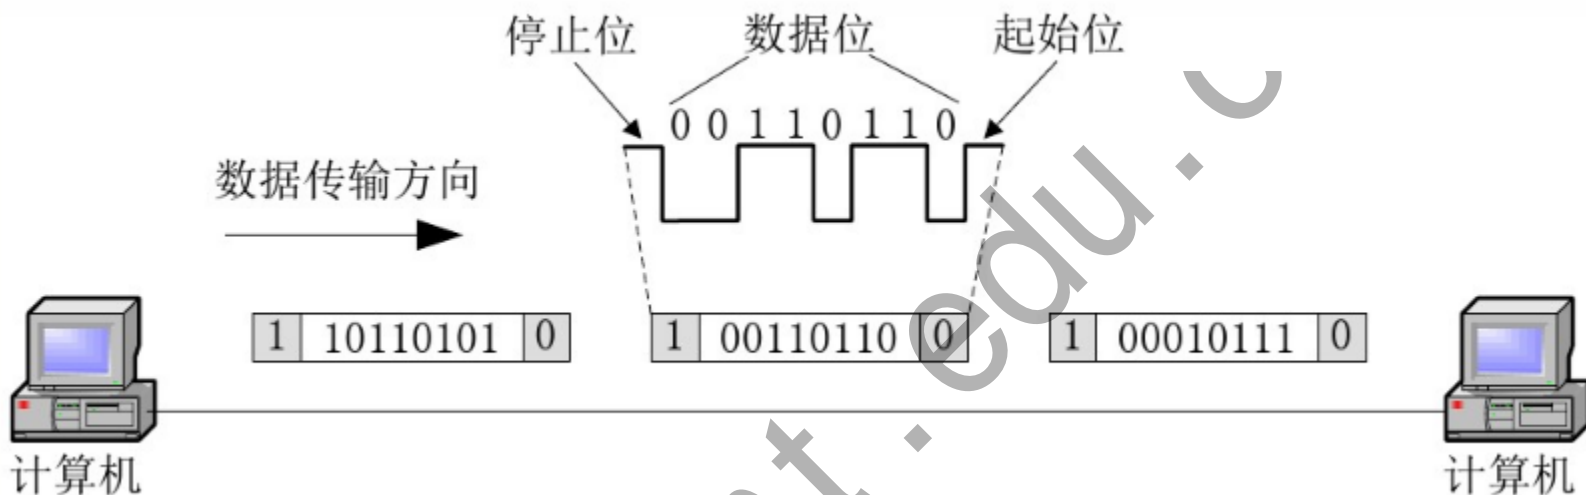 停止位 数据位 起始位
0 0 1 1 0 1 1 0
数据传输方向
1 10110101 0 1 00110110 0 1 00010111 0
计算机 计算机
t.edu.c